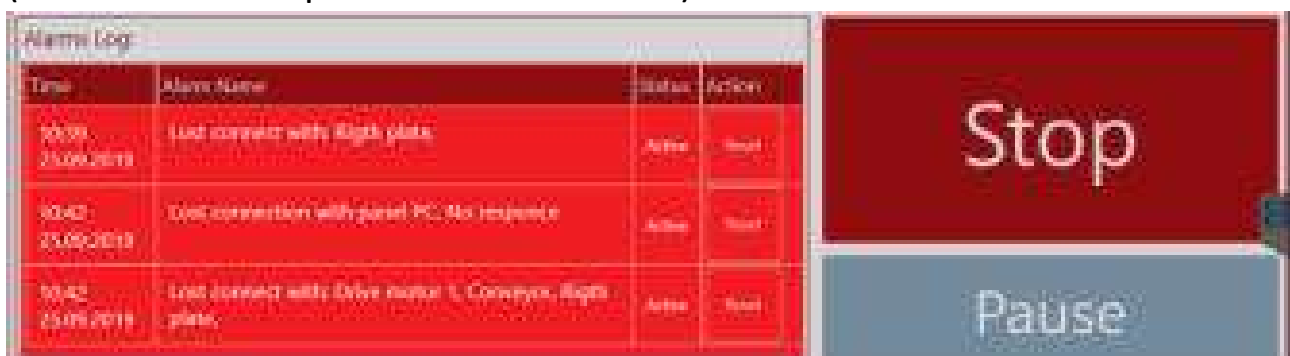 Alarms Log
Time Alarm Name Status Action
Lost connect with: Rigth plate.
25.09.2019 Active Reset
10:42 Lost connection with panel PC. No responce
25.09.2019 Active Reset
10:42 Lost connect with: Drive motor 1, Conveyor, Rigth
25.09.2019 plate. Active Reset
Stop
Pause